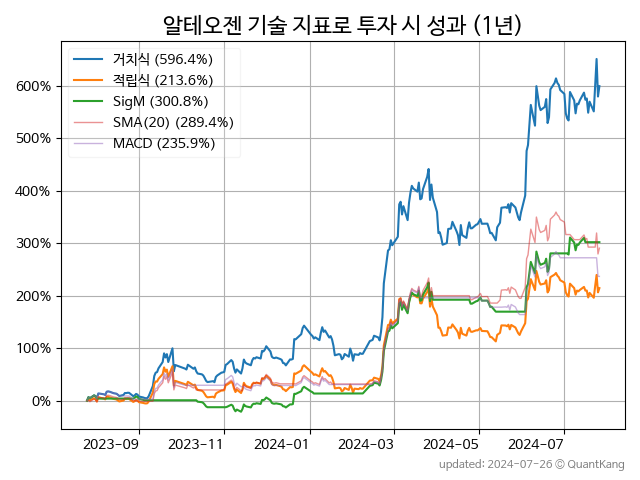 알테오젠 기술 지표로 투자 시 성과 (1년)
거치식 (596.4%)
적립식 (213.6%)
SigM (300.8%)
SMA(20) (289.4%)
MACD (235.9%)
600%
500%
400%
300%
200%
100%
0%
2023-09 2023-11 2024-01 2024-03 2024-05 2024-07
updated: 2024-07-26 © QuantKang